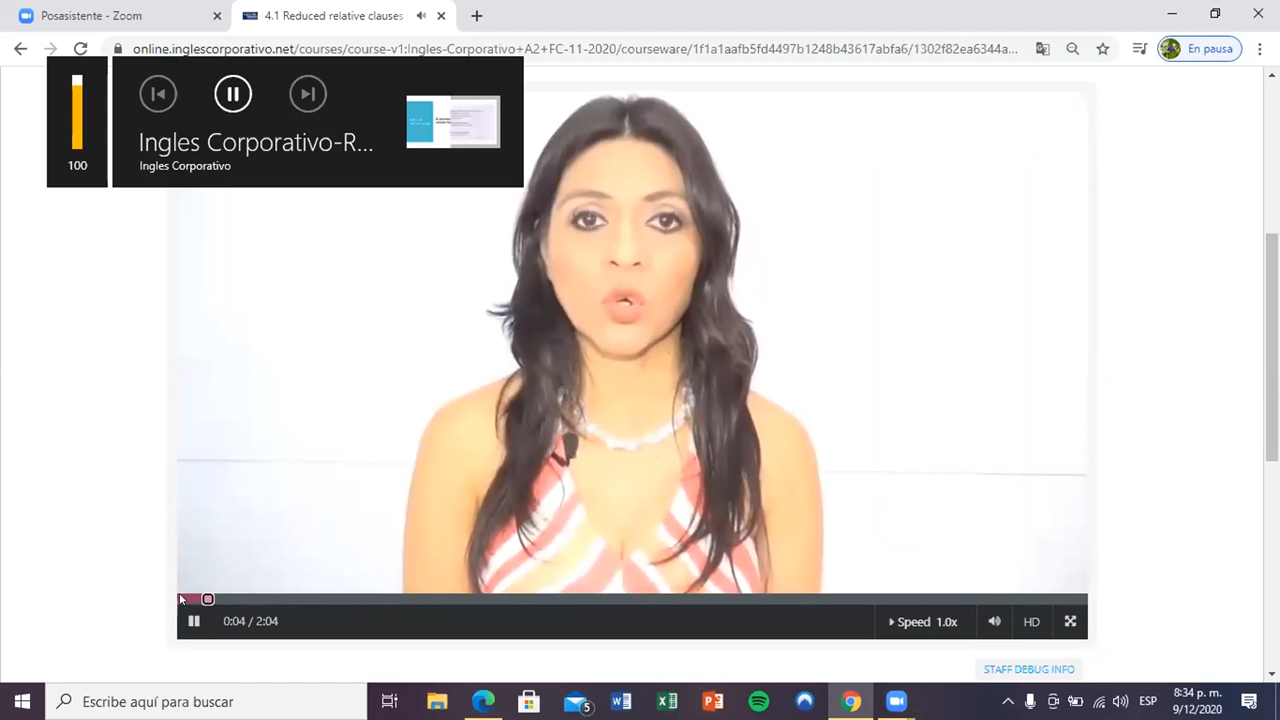 Posasistente - Zoom
4.1 Reduced relative clauses
online.inglescorporativo.net/courses/course-v1:Ingles-Corporativo+A2+FC-11-2020/courseware/1f1a1aafb5fd4497b1248b43617abfa6/1302f82ea6344a...
En pausa
100
Ingles Corporativo-R...
Ingles Corporativo
0:04 / 2:04
Speed 1.0x
HD
STAFF DEBUG INFO
Escribe aquí para buscar
5
ESP
8:34 p. m.
9/12/2020